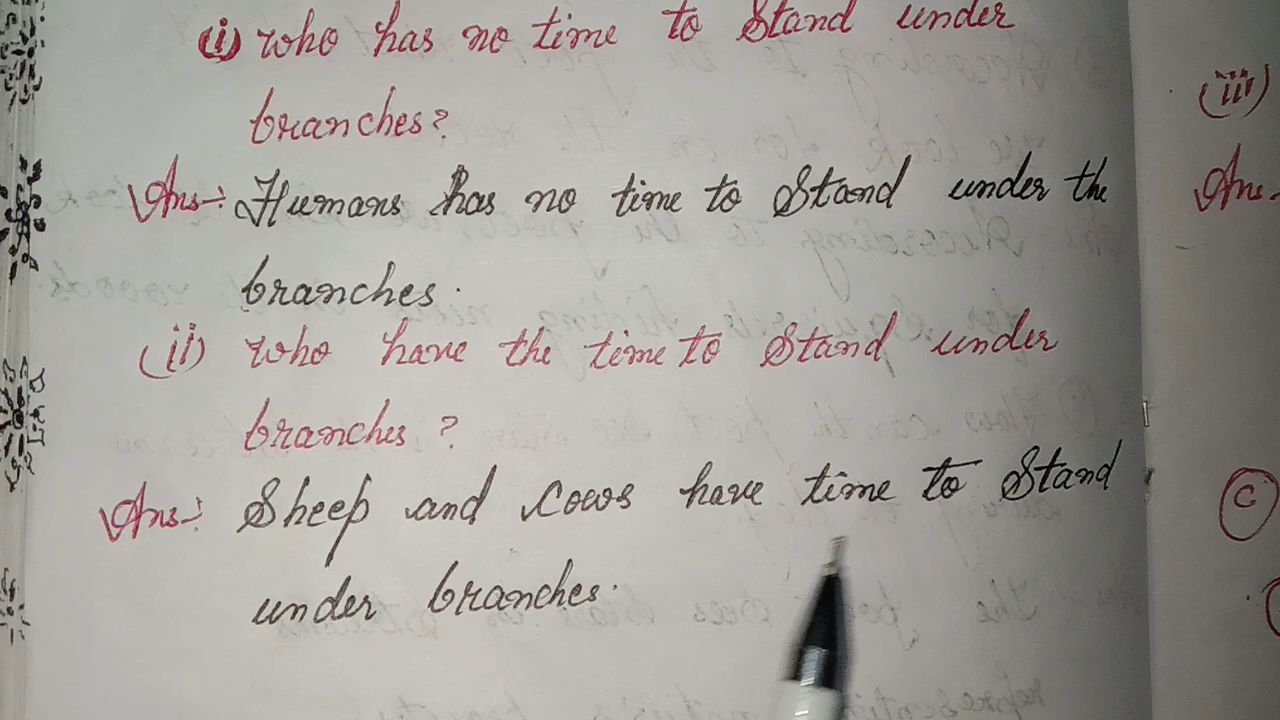 (i) who has no time to Stand under
branches?
Ans:- Humans has no time to Stand under the
branches.
(ii) who have the time to Stand under
branches ?
Ans:- Sheep and cows have time to Stand
under branches.
(iii)
Ans-
C